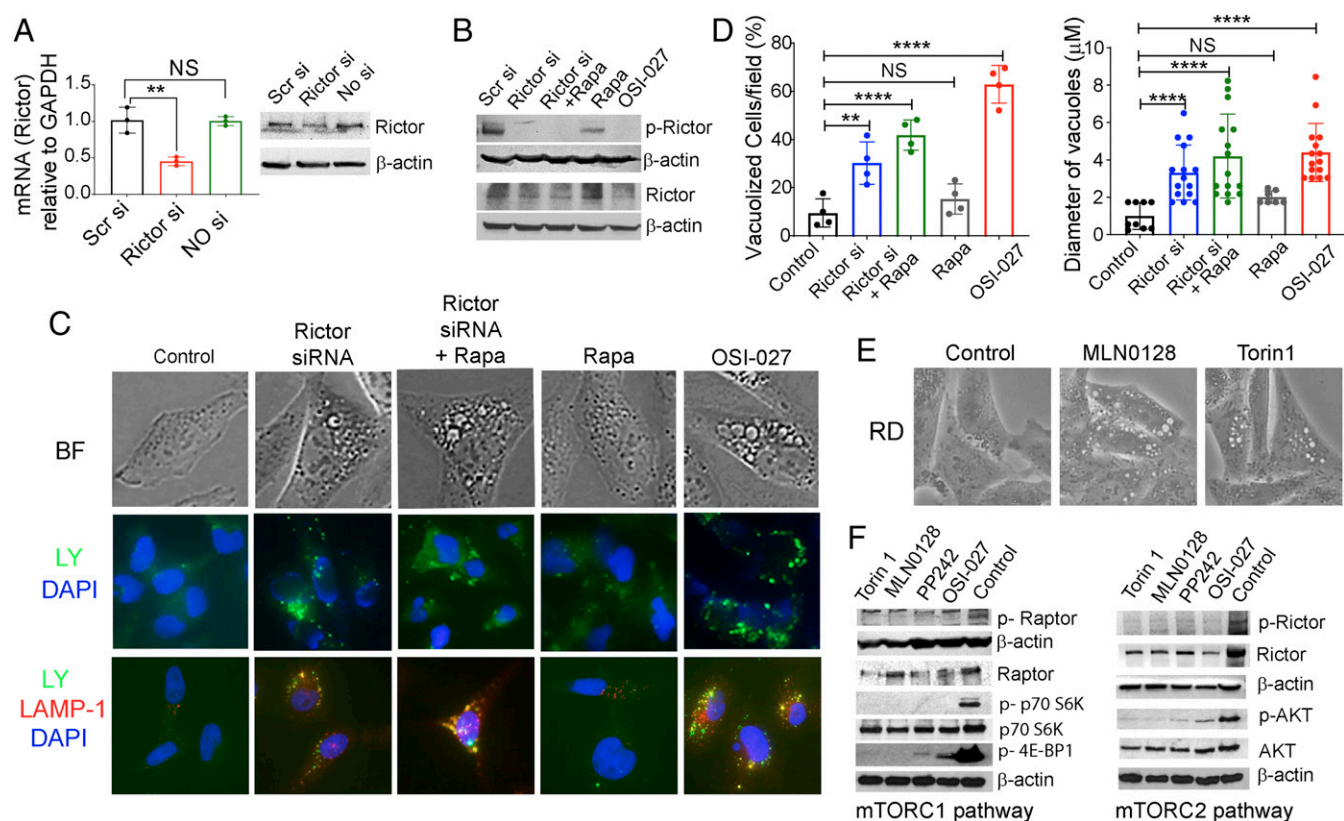 A
mRNA (Rictor)
relative to GAPDH
1.5
1.0
0.5
0.0
NS
**
Scr si
Rictor si
NO si
Scr si
Rictor si
No si
Rictor
β-actin
B
Scr si
Rictor si
Rictor si
+Rapa
Rapa
OSI-027
p-Rictor
β-actin
Rictor
β-actin
D
Vacuolized Cells/field (%)
80
60
40
20
0
****
NS
****
**
Control
Rictor si
Rictor si
+ Rapa
Rapa
OSI-027
Diameter of vacuoles (μM)
8
6
4
2
0
****
NS
****
****
Control
Rictor si
Rictor si
+ Rapa
Rapa
OSI-027
C
Control
Rictor
siRNA
Rictor
siRNA
+ Rapa
Rapa
OSI-027
BF
LY
DAPI
LY
LAMP-1
DAPI
E
Control
MLN0128
Torin1
RD
F
Torin 1
MLN0128
PP242
OSI-027
Control
p- Raptor
β-actin
Raptor
p- p70 S6K
p70 S6K
p- 4E-BP1
β-actin
mTORC1 pathway
Torin 1
MLN0128
PP242
OSI-027
Control
p-Rictor
Rictor
β-actin
p-AKT
AKT
β-actin
mTORC2 pathway